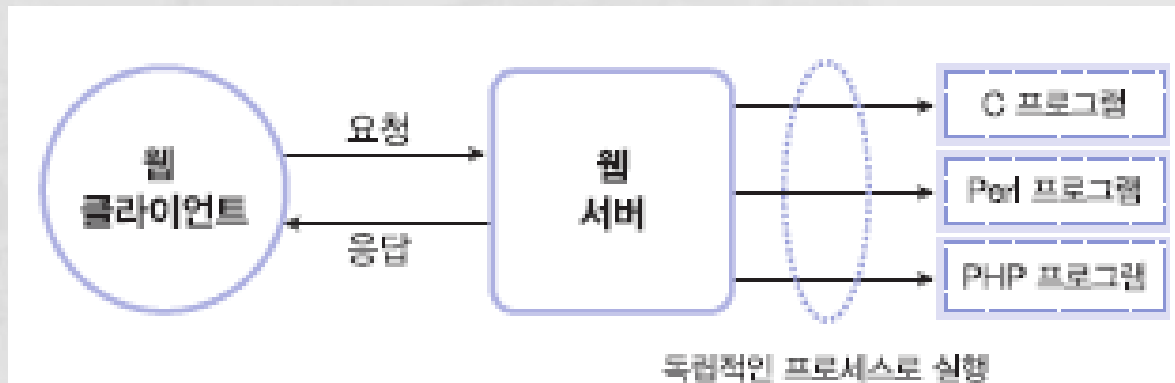 웹
클라이언트
요청
응답
웹
서버
C 프로그램
Perl 프로그램
PHP 프로그램
독립적인 프로세스로 실행